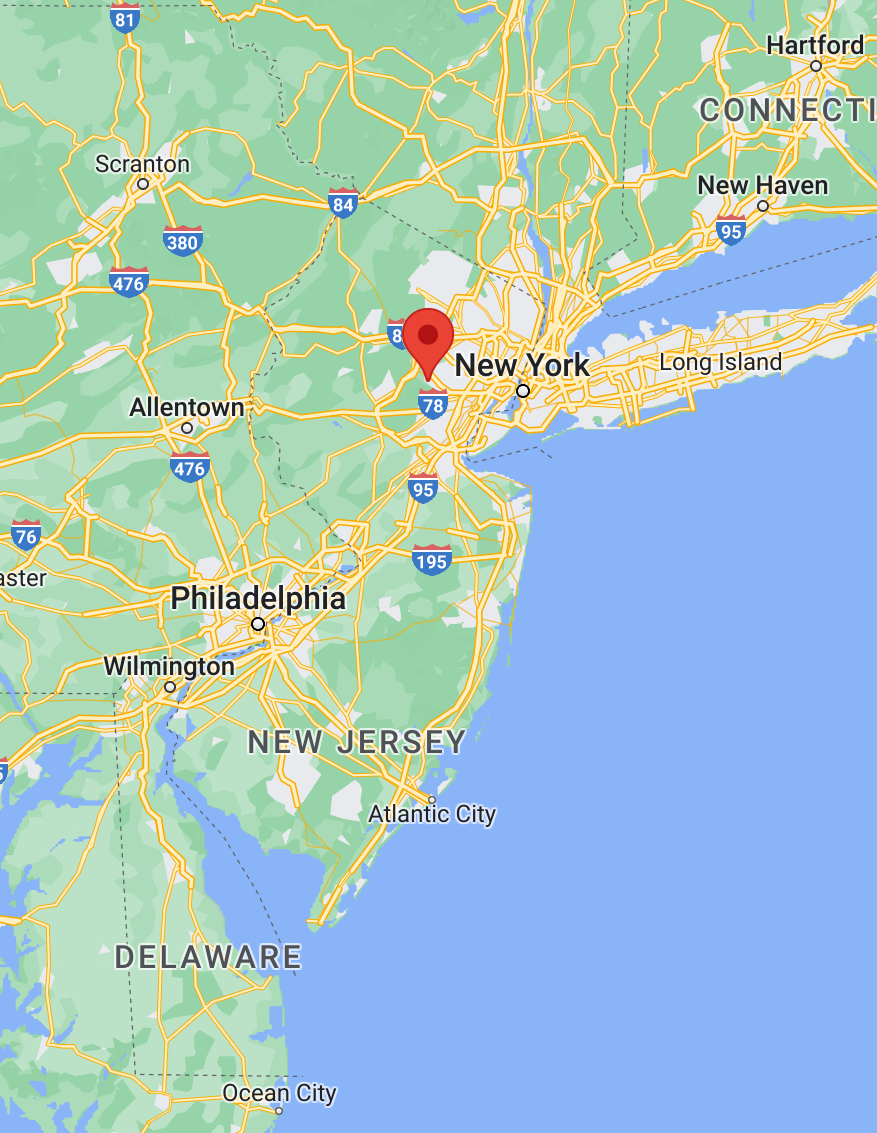 81
Hartford
CONNECTI
Scranton
New Haven
84
95
380
476
8
New York
Long Island
78
Allentown
476
95
76
195
aster
Philadelphia
Wilmington
NEW JERSEY
5
Atlantic City
DELAWARE
Ocean City